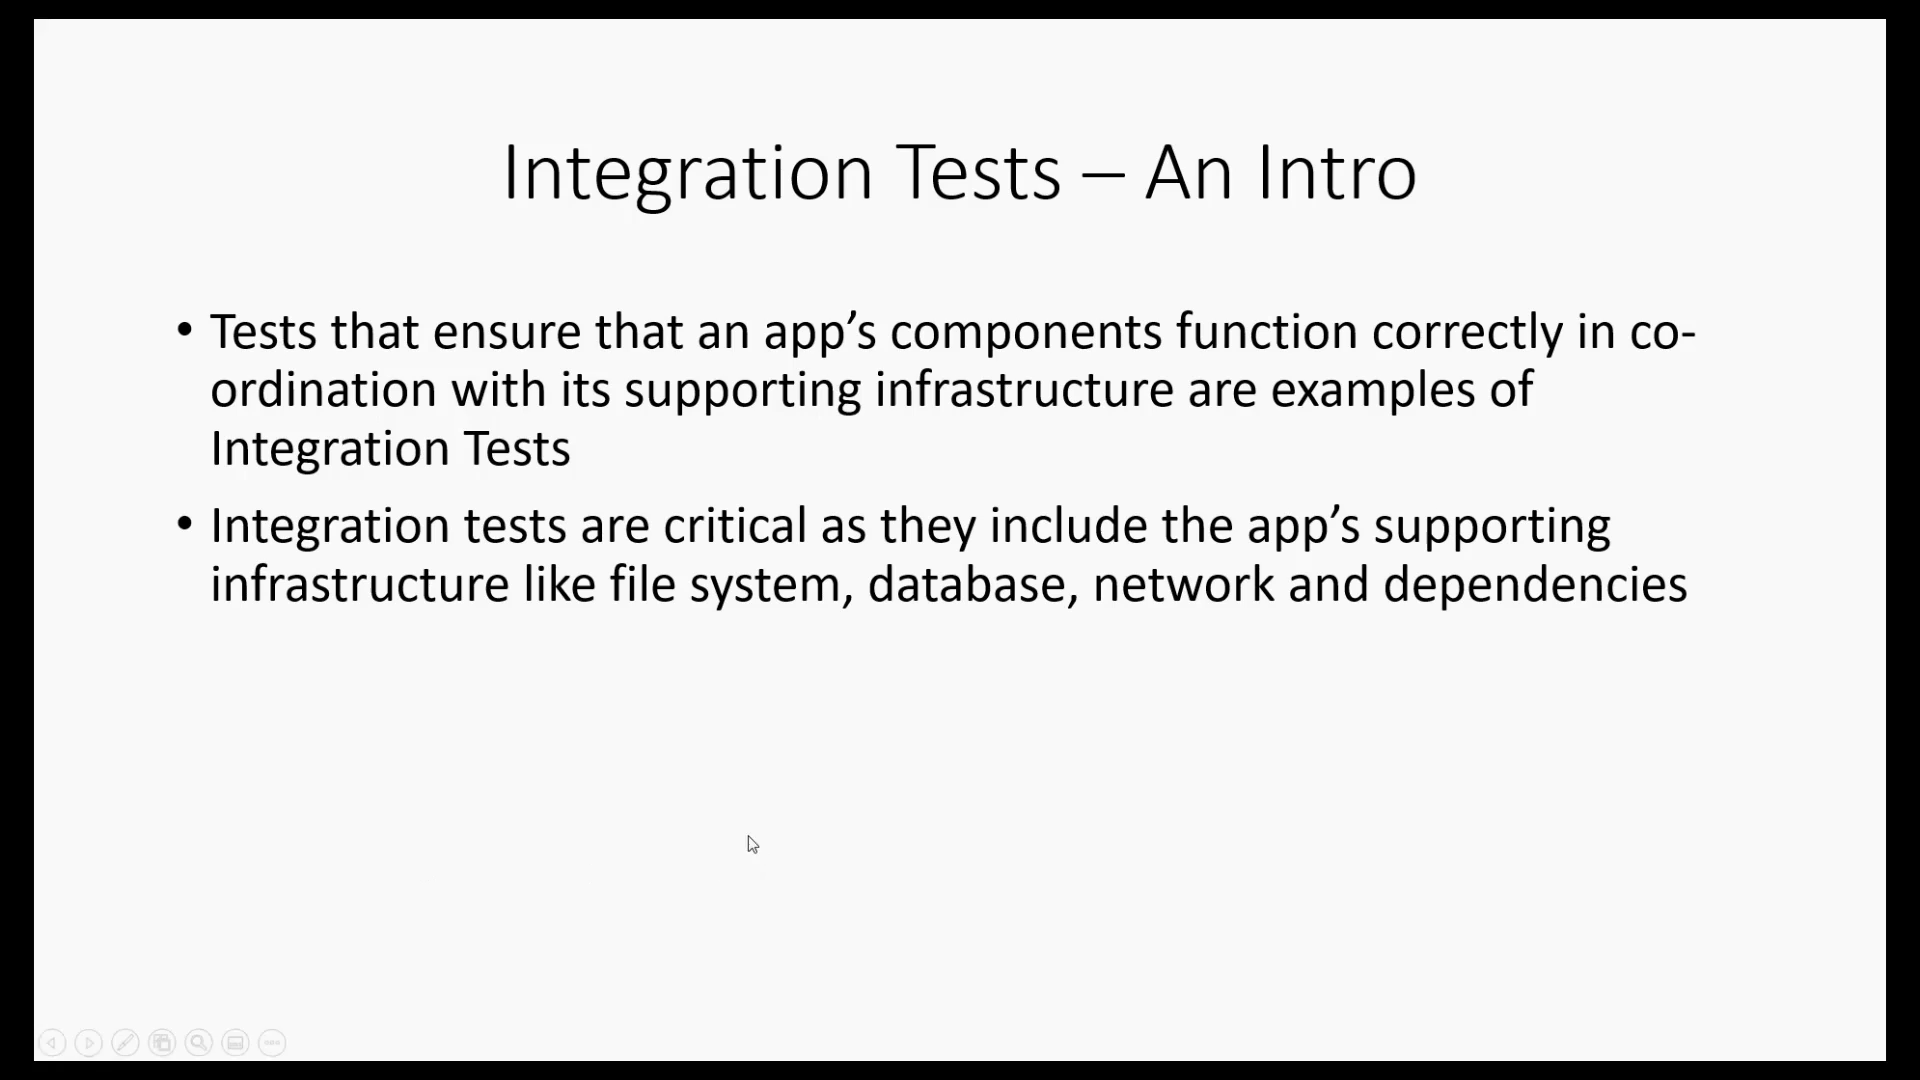 Integration Tests – An Intro
• Tests that ensure that an app’s components function correctly in co-
ordination with its supporting infrastructure are examples of
Integration Tests
• Integration tests are critical as they include the app’s supporting
infrastructure like file system, database, network and dependencies